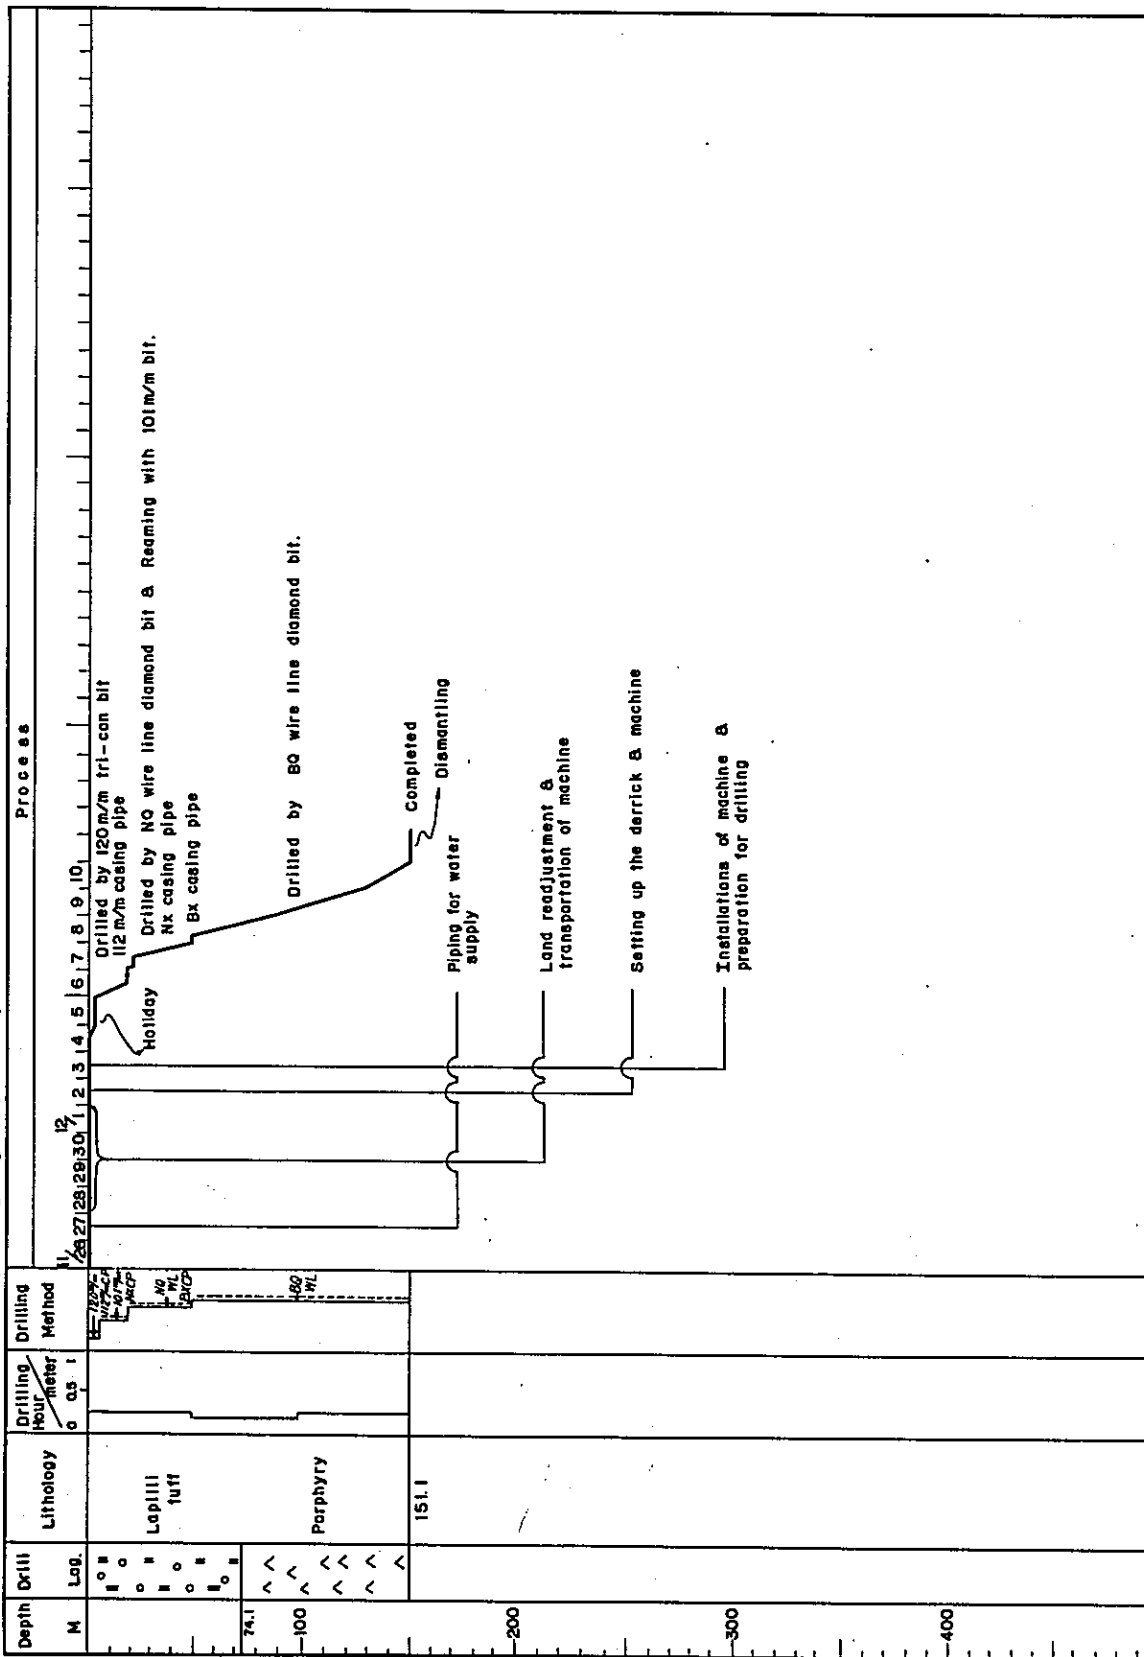 Depth
M
Drill
Log.
Lithology
Drilling
Hour
meter
0 0.5 1
Drilling
Method
Process
11/26 27 28 29 30 12/1 2 3 4 5 6 7 8 9 10
Lapilli
tuff
74.1
Porphyry
151.1
100
200
300
400
120m/m
112m/mCP
101m/m
NXCP
NQ
WL
BXCP
BQ
WL
Holiday
Drilled by 120m/m tri-con bit
112 m/m casing pipe
Drilled by NQ wire line diamond bit & Reaming with 101m/m bit.
Nx casing pipe
Bx casing pipe
Drilled by BQ wire line diamond bit.
Completed
Dismantling
Piping for water
supply
Land readjustment &
transportation of machine
Setting up the derrick & machine
Installations of machine &
preparation for drilling